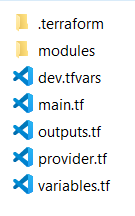 .terraform
modules
dev.tfvars
main.tf
outputs.tf
provider.tf
variables.tf